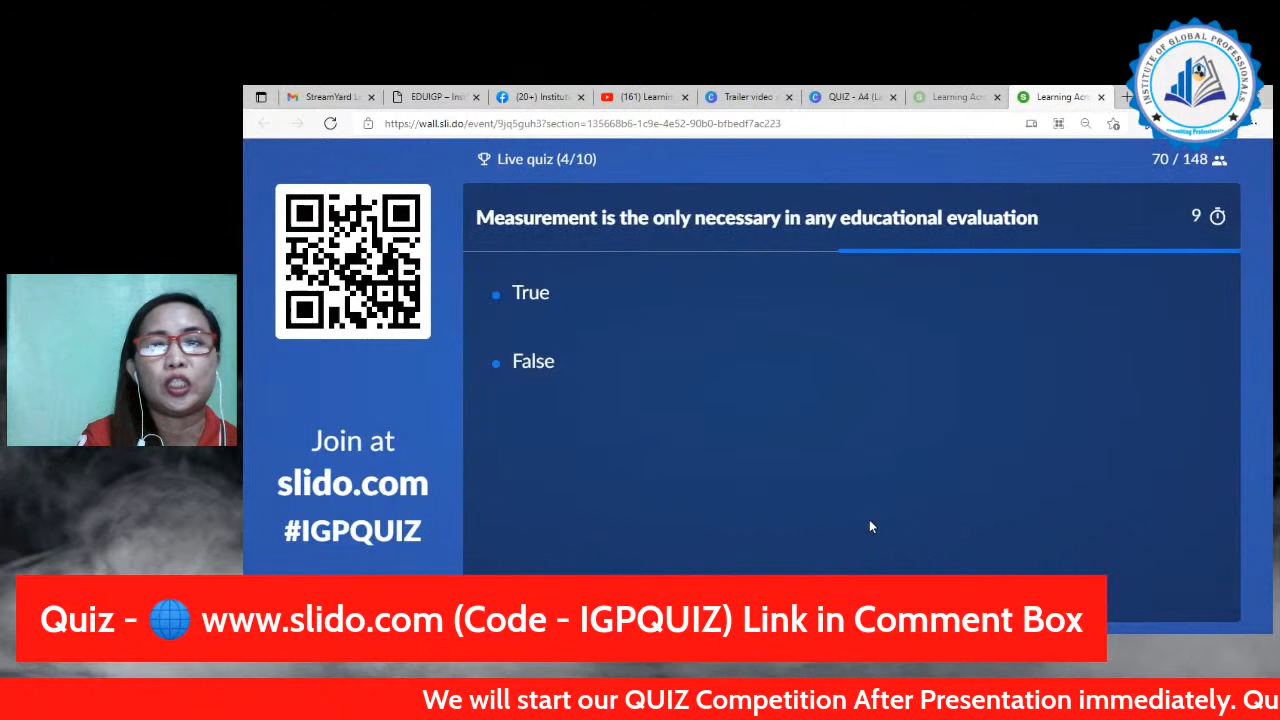 INSTITUTE OF GLOBAL PROFESSIONALS
StreamYard
EDUIGP – Inst
(20+) Institut
(161) Learnin
Trailer video
QUIZ - A4 (La
Learning Acr
Learning Acro
https://wall.sli.do/event/9jq5guh3?section=135668b6-1c9e-4e52-90b0-bfbedf7ac223
Live quiz (4/10)
70 / 148
Measurement is the only necessary in any educational evaluation
9
True
False
Join at
slido.com
#IGPQUIZ
Quiz - www.slido.com (Code - IGPQUIZ) Link in Comment Box
We will start our QUIZ Competition After Presentation immediately. Qu